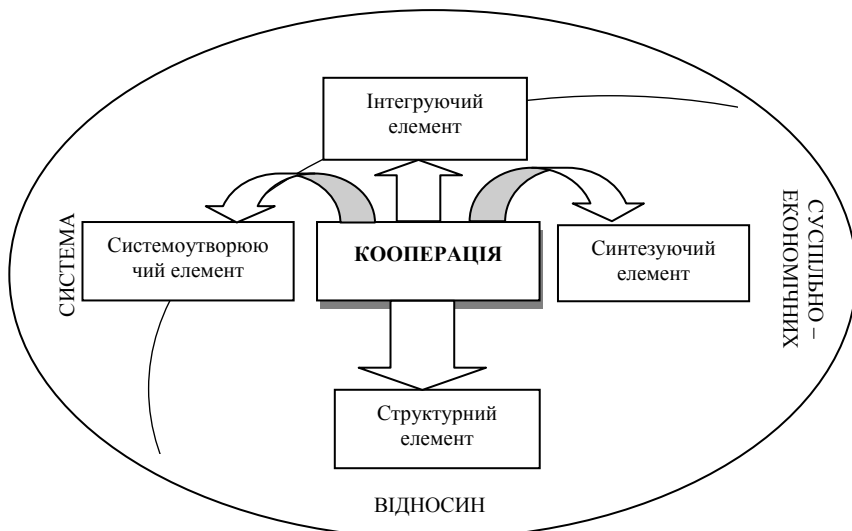 Інтегруючий
елемент
СИСТЕМА
Системоутворюю
чий елемент
КООПЕРАЦІЯ
Синтезуючий
елемент
СУСПІЛЬНО –
ЕКОНОМІЧНИХ
Структурний
елемент
ВІДНОСИН